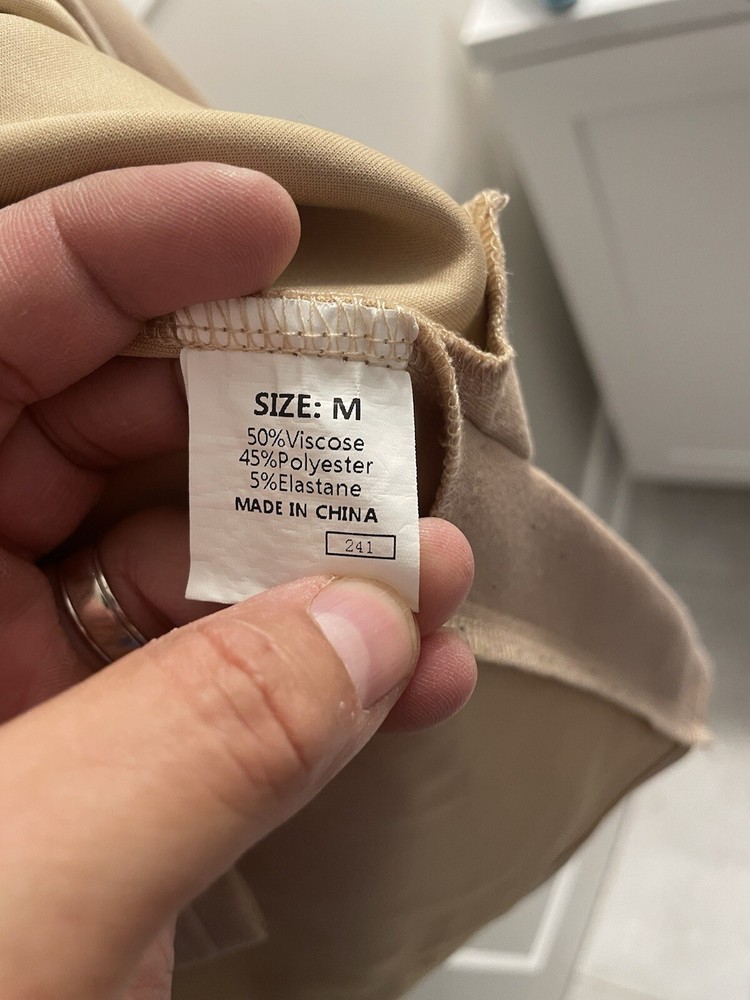 SIZE: M
50%Viscose
45%Polyester
5%Elastane
MADE IN CHINA
241